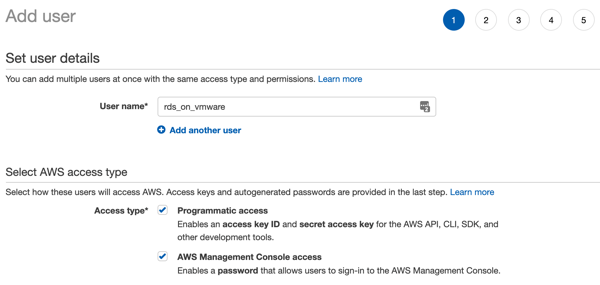 Add user
1 2 3 4 5
Set user details
You can add multiple users at once with the same access type and permissions. Learn more
User name* rds_on_vmware
Add another user
Select AWS access type
Select how these users will access AWS. Access keys and autogenerated passwords are provided in the last step. Learn more
Access type* Programmatic access
Enables an access key ID and secret access key for the AWS API, CLI, SDK, and
other development tools.
AWS Management Console access
Enables a password that allows users to sign-in to the AWS Management Console.